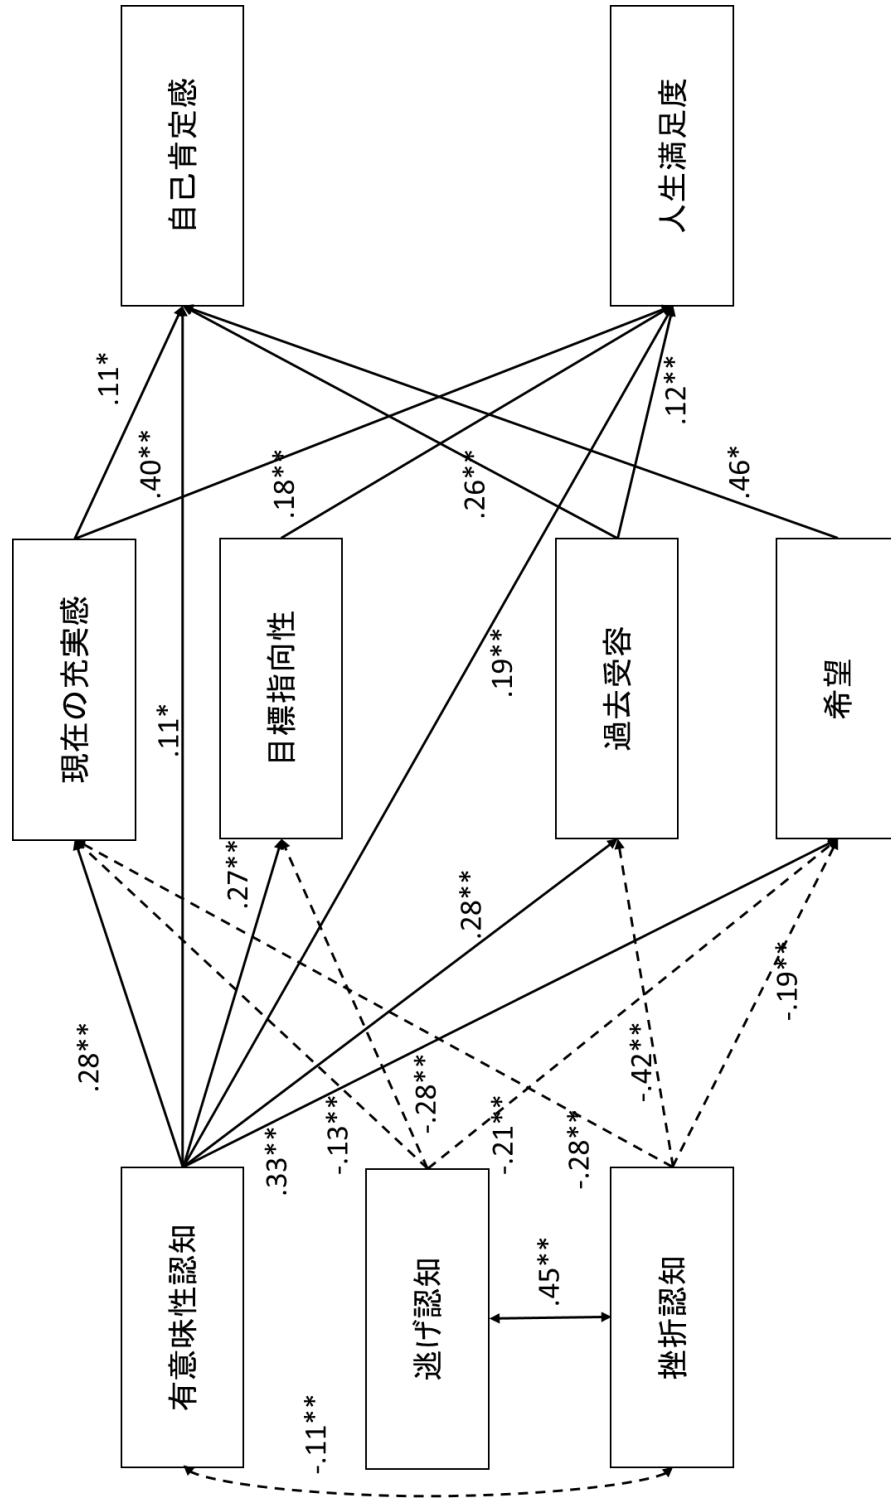 有意味性認知
逃げ認知
挫折認知
-.11**
.45**
.28**
.33**
-.13**
-.28**
-.21**
-.28**
-.42**
-.19**
.27**
.28**
.11*
.19**
現在の充実感
目標指向性
過去受容
希望
.11*
.40**
.18**
.26**
.12**
.46*
自己肯定感
人生満足度